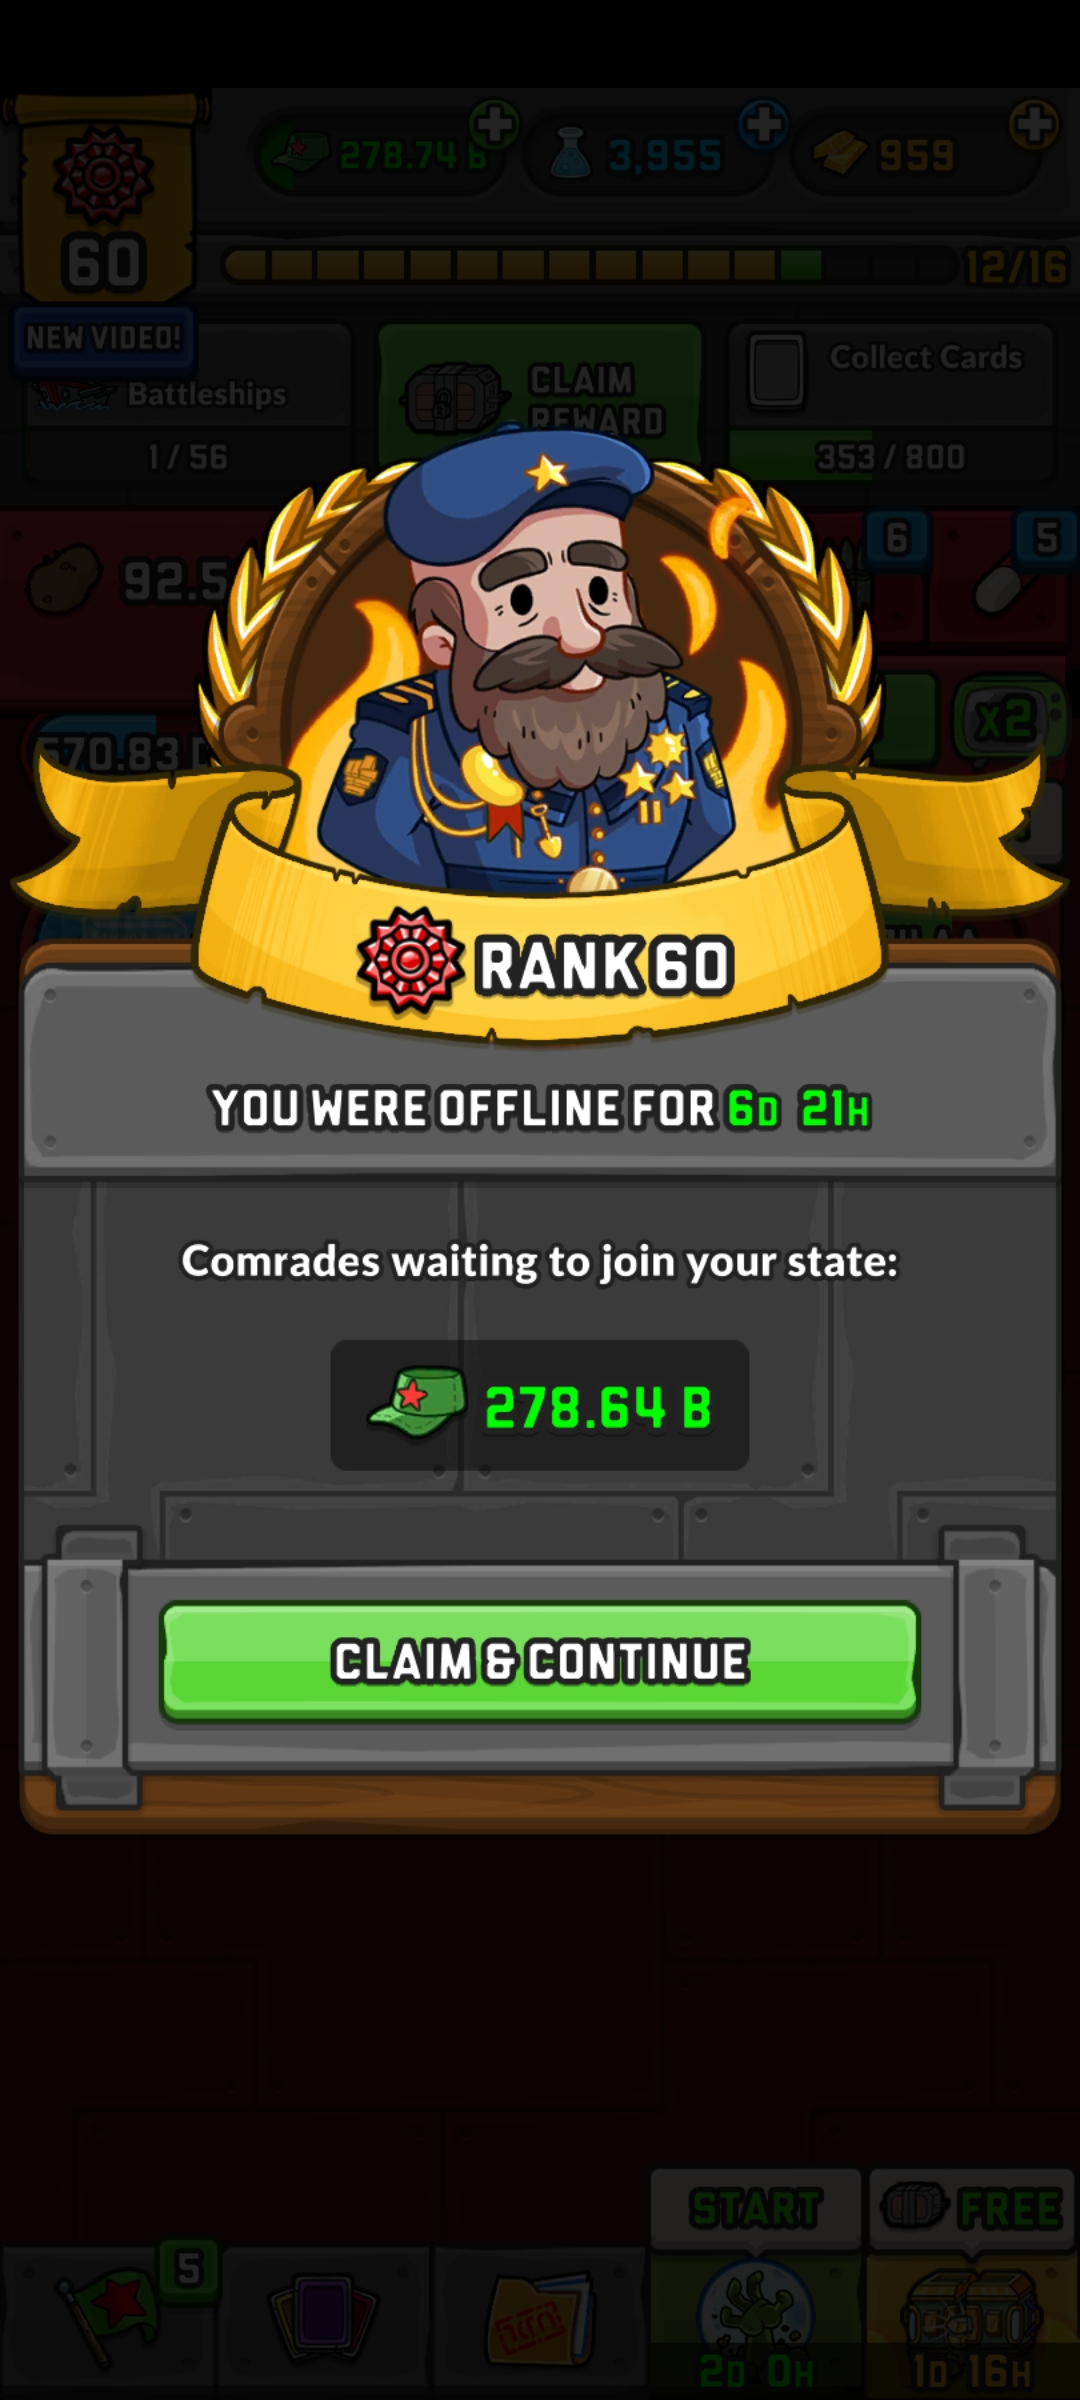 60
278.74 B
3,955
959
12/16
NEW VIDEO!
Battleships
1 / 56
CLAIM
REWARD
Collect Cards
353 / 800
92.5
6
5
570.83
x2
RANK 60
YOU WERE OFFLINE FOR 6D 21H
Comrades waiting to join your state:
278.64 B
CLAIM & CONTINUE
START
FREE
5
2D 0H
1D 16H